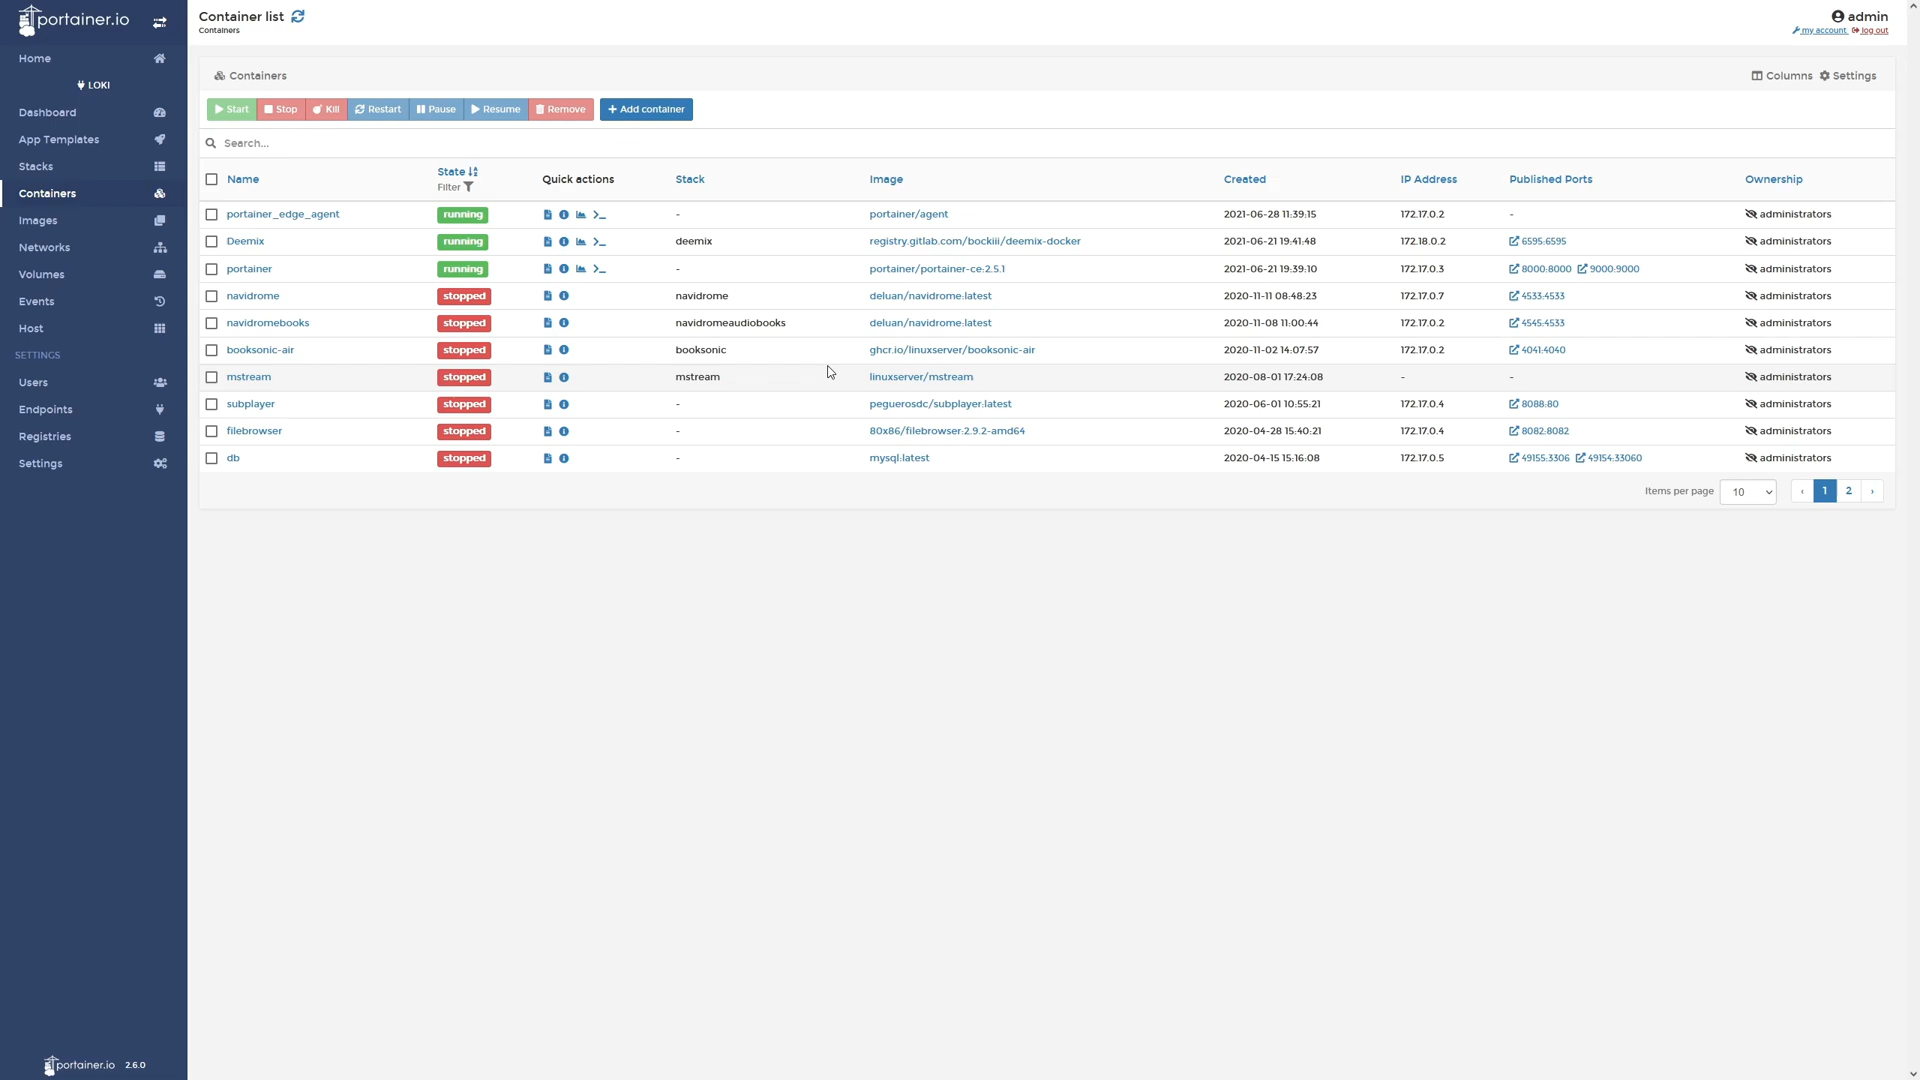 portainer.io
Home
LOKI
Dashboard
App Templates
Stacks
Containers
Images
Networks
Volumes
Events
Host
SETTINGS
Users
Endpoints
Registries
Settings
portainer.io 2.6.0
Container list
Containers
admin
my account log out
Containers
Columns Settings
Start Stop Kill Restart Pause Resume Remove Add container
Search...
Name State Filter Quick actions Stack Image Created IP Address Published Ports Ownership
portainer_edge_agent running - portainer/agent 2021-06-28 11:39:15 172.17.0.2 - administrators
Deemix running deemix registry.gitlab.com/bockiii/deemix-docker 2021-06-21 19:41:48 172.18.0.2 6595:6595 administrators
portainer running - portainer/portainer-ce:2.5.1 2021-06-21 19:39:10 172.17.0.3 8000:8000 9000:9000 administrators
navidrome stopped navidrome deluan/navidrome:latest 2020-11-11 08:48:23 172.17.0.7 4533:4533 administrators
navidromebooks stopped navidromeaudiobooks deluan/navidrome:latest 2020-11-08 11:00:44 172.17.0.2 4545:4533 administrators
booksonic-air stopped booksonic ghcr.io/linuxserver/booksonic-air 2020-11-02 14:07:57 172.17.0.2 4041:4040 administrators
mstream stopped mstream linuxserver/mstream 2020-08-01 17:24:08 - - administrators
subplayer stopped - peguerosdc/subplayer:latest 2020-06-01 10:55:21 172.17.0.4 8088:80 administrators
filebrowser stopped - 80x86/filebrowser:2.9.2-amd64 2020-04-28 15:40:21 172.17.0.4 8082:8082 administrators
db stopped - mysql:latest 2020-04-15 15:16:08 172.17.0.5 49155:3306 49154:33060 administrators
Items per page 10 ‹ 1 2 ›